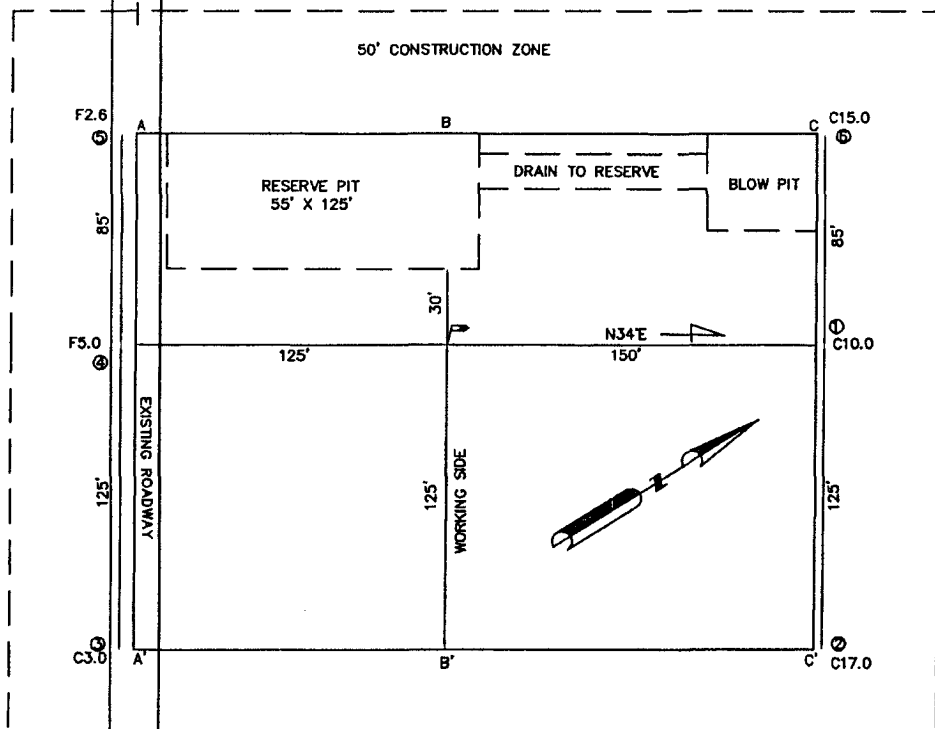 50' CONSTRUCTION ZONE
F2.6
⑤
A
B
C
C15.0
⑥
RESERVE PIT
55' X 125'
DRAIN TO RESERVE
BLOW PIT
85'
85'
30'
N34°E
①
F5.0
④
125'
150'
C10.0
EXISTING ROADWAY
125'
125'
WORKING SIDE
N
125'
C3.0
A'
B'
C'
②
C17.0